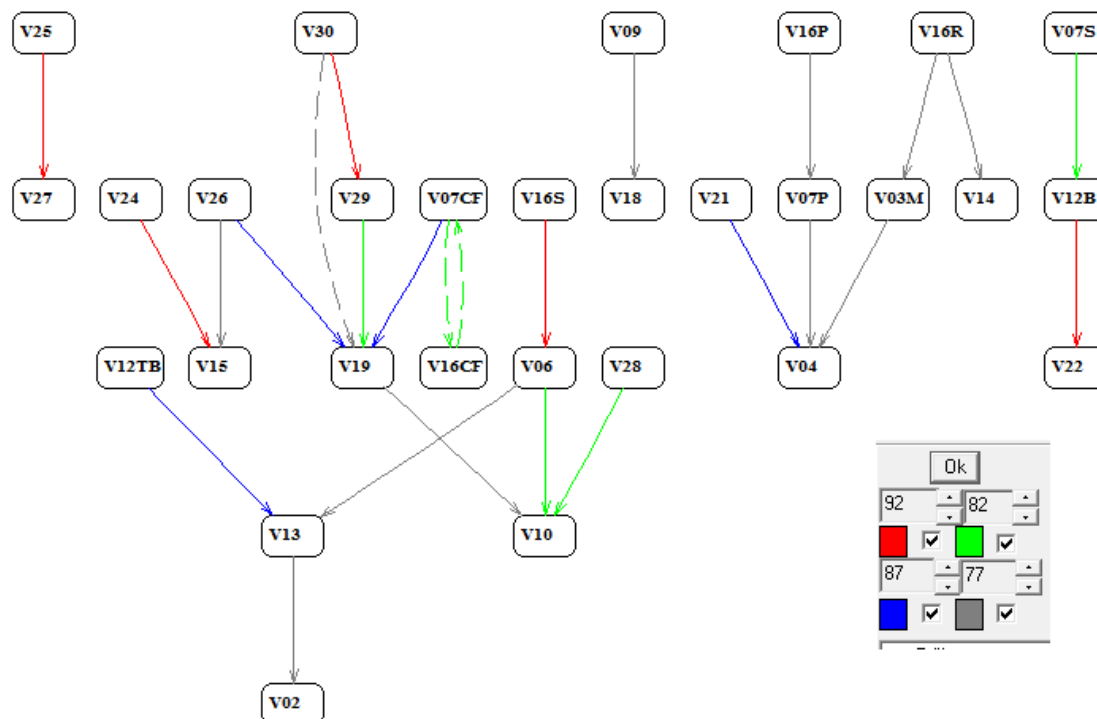 V25 V30 V09 V16P V16R V07S
V27 V24 V26 V29 V07CF V16S V18 V21 V07P V03M V14 V12B
V12TB V15 V19 V16CF V06 V28 V04 V22
Ok
92 82
87 77
V13 V10
V02